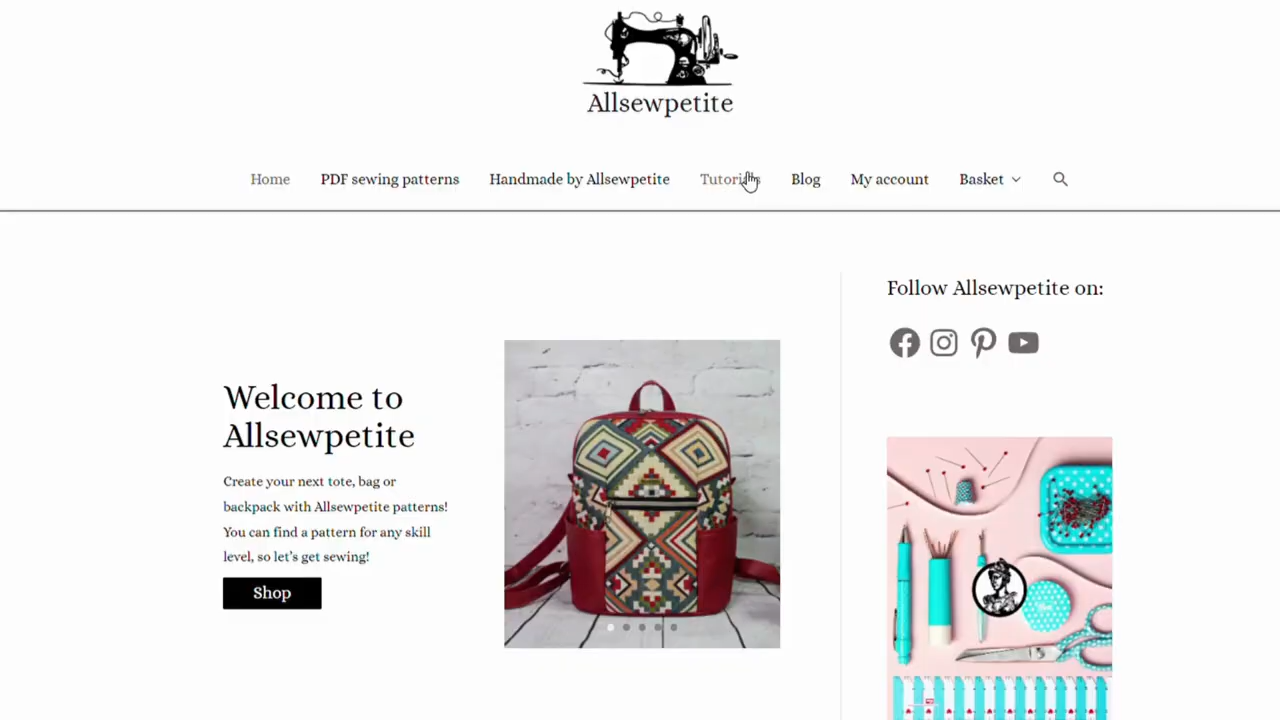 Allsewpetite
Home PDF sewing patterns Handmade by Allsewpetite Tutorials Blog My account Basket
Follow Allsewpetite on:
Welcome to
Allsewpetite
Create your next tote, bag or
backpack with Allsewpetite patterns!
You can find a pattern for any skill
level, so let's get sewing!
Shop